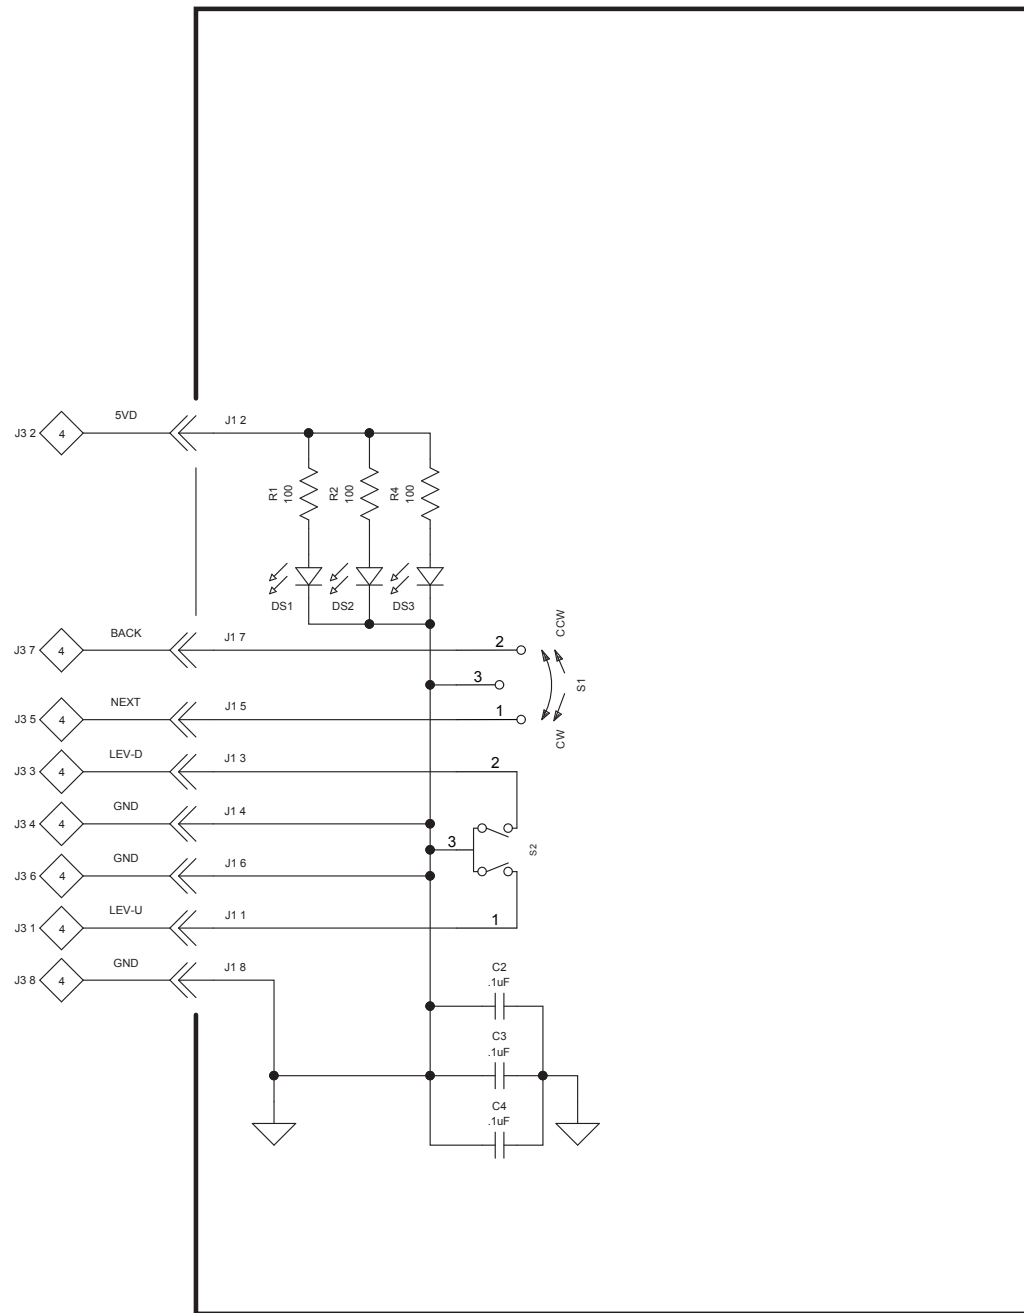 5VD
J3 2
4
J1 2
R1
100
R2
100
R4
100
DS1
DS2
DS3
BACK
J3 7
4
J1 7
2
CCW
3
S1
NEXT
J3 5
4
J1 5
1
CW
LEV-D
J3 3
4
J1 3
2
GND
J3 4
4
J1 4
3
S2
GND
J3 6
4
J1 6
LEV-U
J3 1
4
J1 1
1
GND
J3 8
4
J1 8
C2
.1uF
C3
.1uF
C4
.1uF